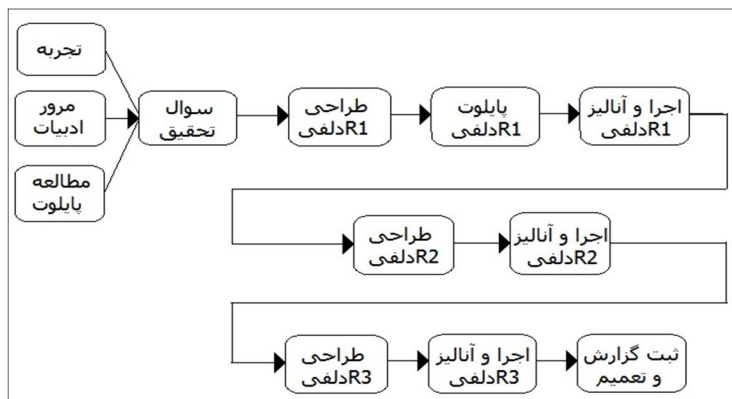 تجربه
مرور
ادبیات
مطالعه
پایلوت
سوال
تحقیق
طراحی
دلفیR1
پایلوت
دلفیR1
اجرا و آنالیز
دلفیR1
طراحی
دلفیR2
اجرا و آنالیز
دلفیR2
طراحی
دلفیR3
اجرا و آنالیز
دلفیR3
ثبت گزارش
و تعمیم